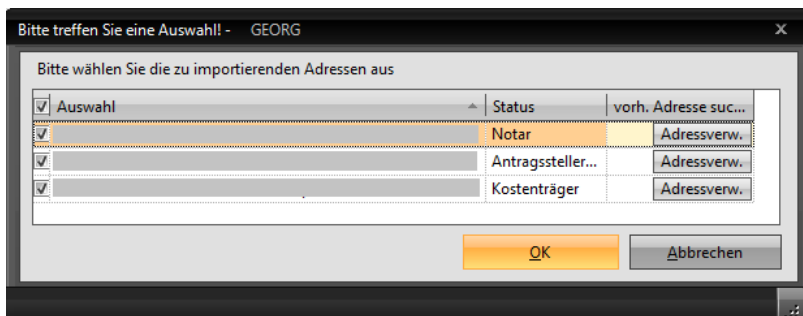 Bitte treffen Sie eine Auswahl! - GEORG x
Bitte wählen Sie die zu importierenden Adressen aus
Auswahl Status vorh. Adresse suc...
Notar Adressverw.
Antragssteller... Adressverw.
Kostenträger Adressverw.
OK Abbrechen